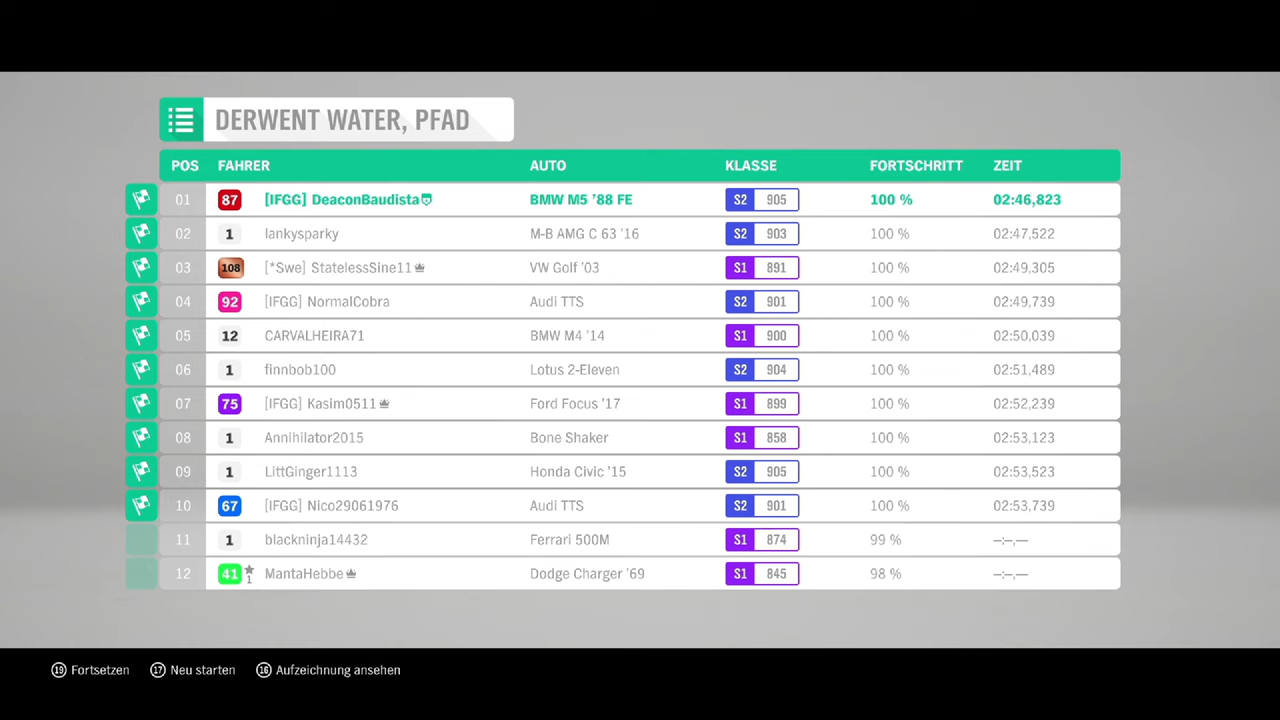 DERWENT WATER, PFAD
POS FAHRER AUTO KLASSE FORTSCHRITT ZEIT
01 87 [IFGG] DeaconBaudista BMW M5 '88 FE S2 905 100 % 02:46,823
02 1 lankysparky M-B AMG C 63 '16 S2 903 100 % 02:47,522
03 108 [*Swe] StatelessSine11 VW Golf '03 S1 891 100 % 02:49,305
04 92 [IFGG] NormalCobra Audi TTS S2 901 100 % 02:49,739
05 12 CARVALHEIRA71 BMW M4 '14 S1 900 100 % 02:50,039
06 1 finnbob100 Lotus 2-Eleven S2 904 100 % 02:51,489
07 75 [IFGG] Kasim0511 Ford Focus '17 S1 899 100 % 02:52,239
08 1 Annihilator2015 Bone Shaker S1 858 100 % 02:53,123
09 1 LittGinger1113 Honda Civic '15 S2 905 100 % 02:53,523
10 67 [IFGG] Nico29061976 Audi TTS S2 901 100 % 02:53,739
11 1 blackninja14432 Ferrari 500M S1 874 99 % --:--,---
12 41 1 MantaHebbe Dodge Charger '69 S1 845 98 % --:--,---
19 Fortsetzen 17 Neu starten 16 Aufzeichnung ansehen